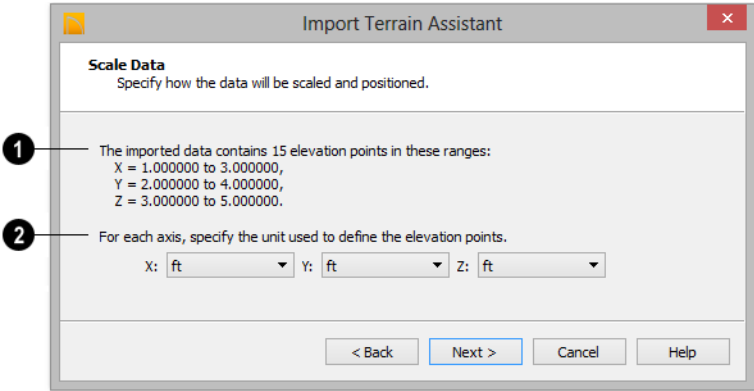 Import Terrain Assistant
×
Scale Data
Specify how the data will be scaled and positioned.
1 The imported data contains 15 elevation points in these ranges:
X = 1.000000 to 3.000000,
Y = 2.000000 to 4.000000,
Z = 3.000000 to 5.000000.
2 For each axis, specify the unit used to define the elevation points.
X: ft Y: ft Z: ft
< Back Next > Cancel Help